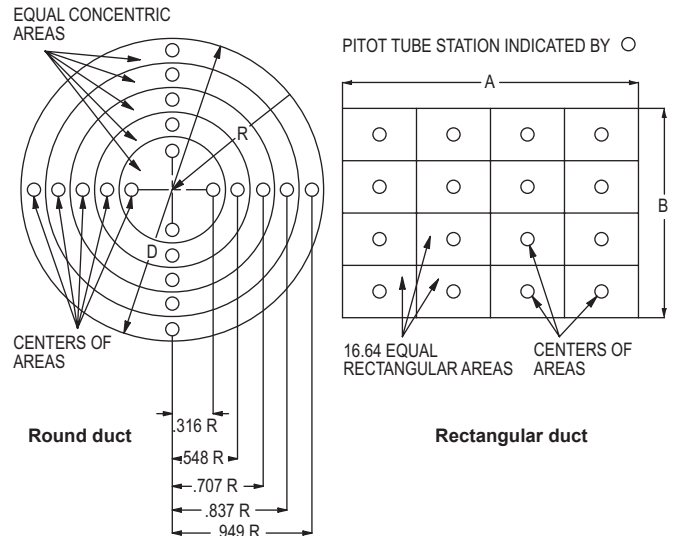 EQUAL CONCENTRIC
AREAS
PITOT TUBE STATION INDICATED BY
A
R
B
D
CENTERS OF
AREAS
16.64 EQUAL
RECTANGULAR AREAS
CENTERS OF
AREAS
.316 R
Round duct
Rectangular duct
.548 R
.707 R
.837 R
.949 R